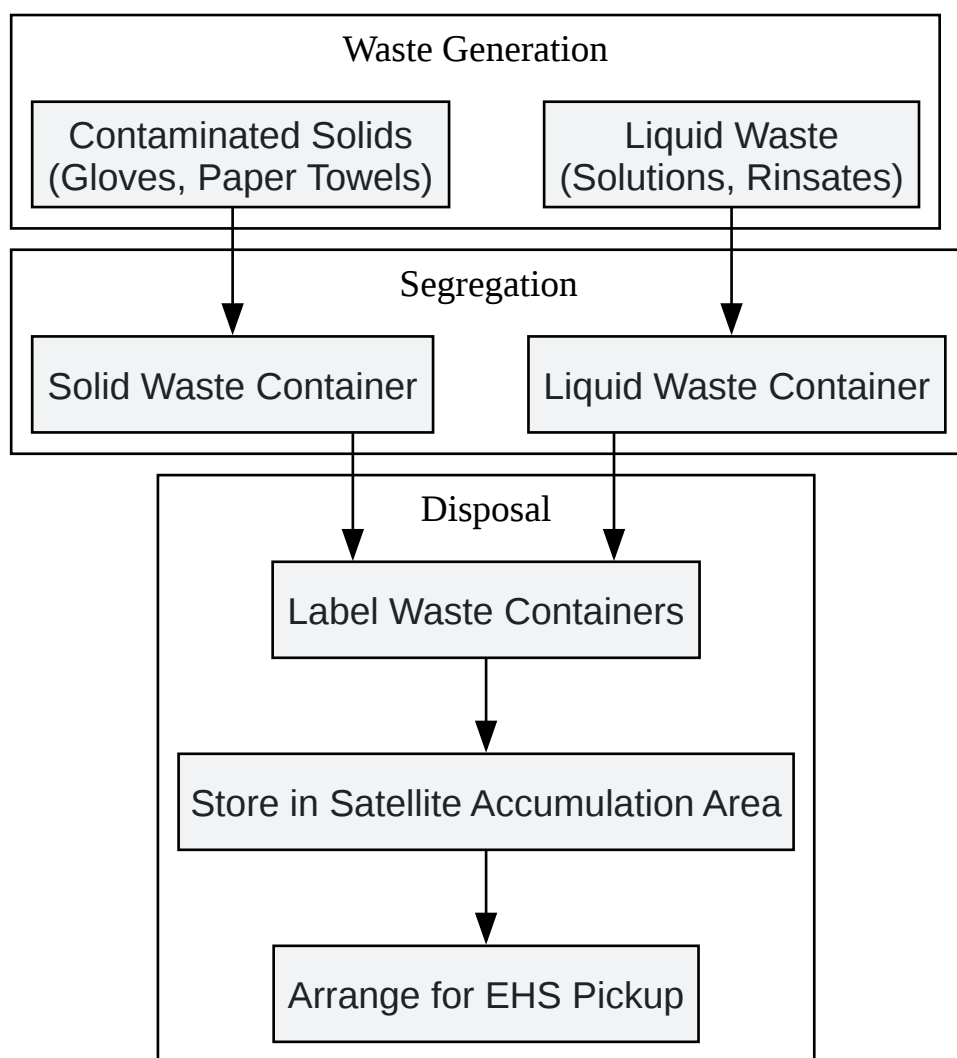 Waste Generation
Contaminated Solids
(Gloves, Paper Towels)
Liquid Waste
(Solutions, Rinsates)
Segregation
Solid Waste Container
Liquid Waste Container
Disposal
Label Waste Containers
Store in Satellite Accumulation Area
Arrange for EHS Pickup